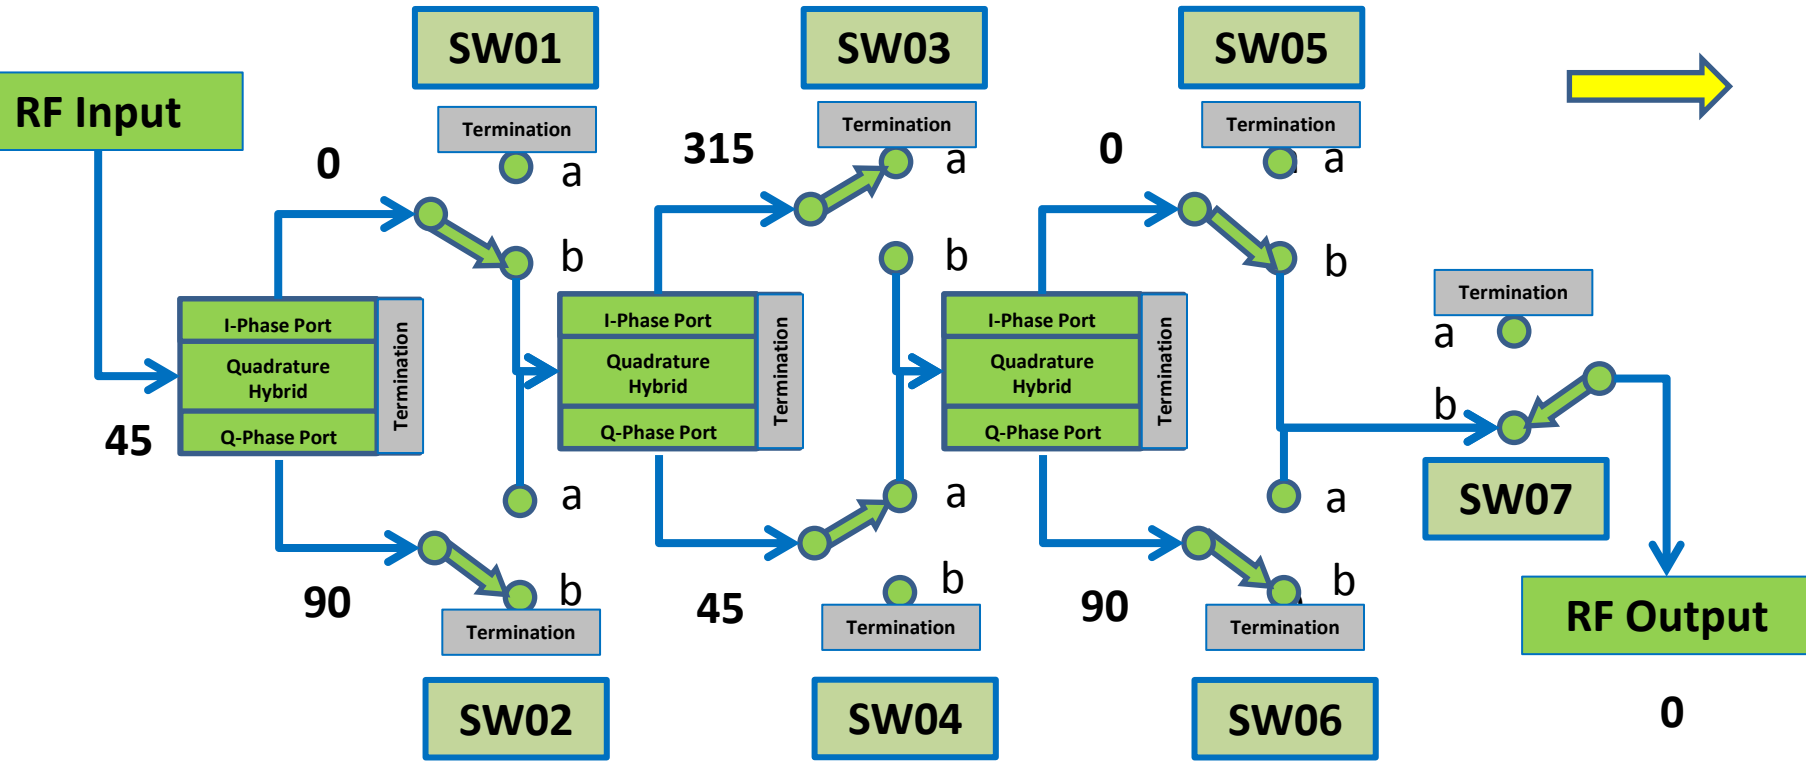 SW01
SW03
SW05
RF Input
Termination
Termination
Termination
0
a
315
a
0
a
b
b
b
Termination
a
I-Phase Port
Quadrature
Hybrid
Q-Phase Port
Termination
I-Phase Port
Quadrature
Hybrid
Q-Phase Port
Termination
I-Phase Port
Quadrature
Hybrid
Q-Phase Port
Termination
b
45
SW07
a
a
a
90
b
45
b
90
b
Termination
Termination
Termination
RF Output
SW02
SW04
SW06
0